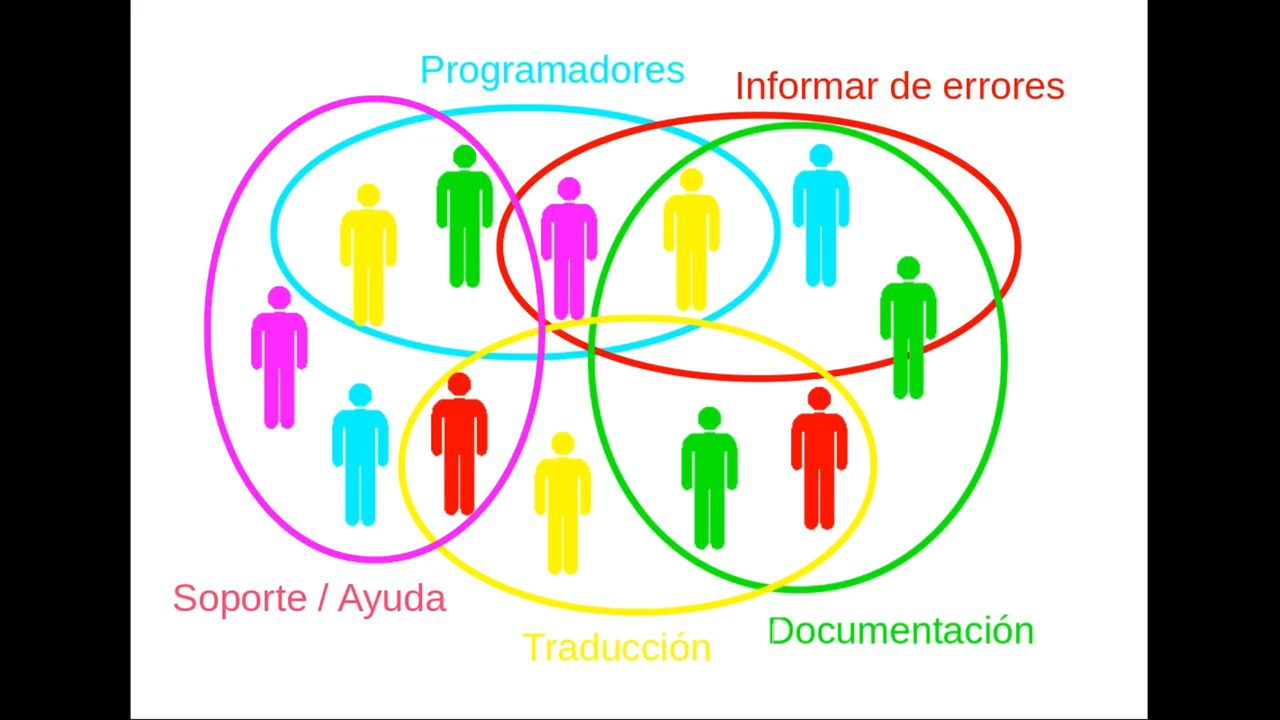 Programadores
Informar de errores
Soporte / Ayuda
Traducción
Documentación